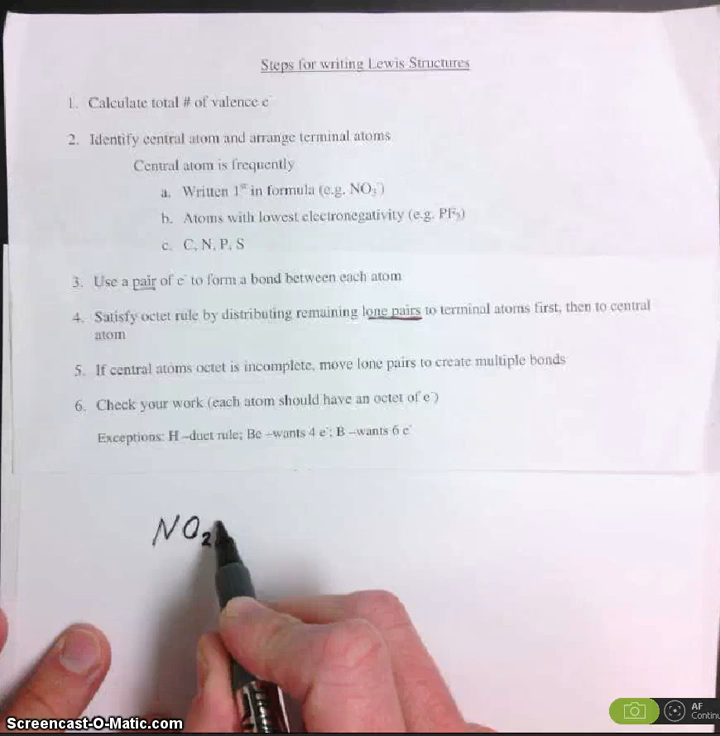 Steps for writing Lewis Structures
1. Calculate total # of valence e⁻
2. Identify central atom and arrange terminal atoms
Central atom is frequently
a. Written 1st in formula (e.g. NO₃⁻)
b. Atoms with lowest electronegativity (e.g. PF₅)
c. C, N, P, S
3. Use a pair of e⁻ to form a bond between each atom
4. Satisfy octet rule by distributing remaining lone pairs to terminal atoms first, then to central
atom
5. If central atoms octet is incomplete, move lone pairs to create multiple bonds
6. Check your work (each atom should have an octet of e⁻)
Exceptions: H –duet rule; Be –wants 4 e⁻; B –wants 6 e⁻
NO₂
Screencast-O-Matic.com
AF
Continu